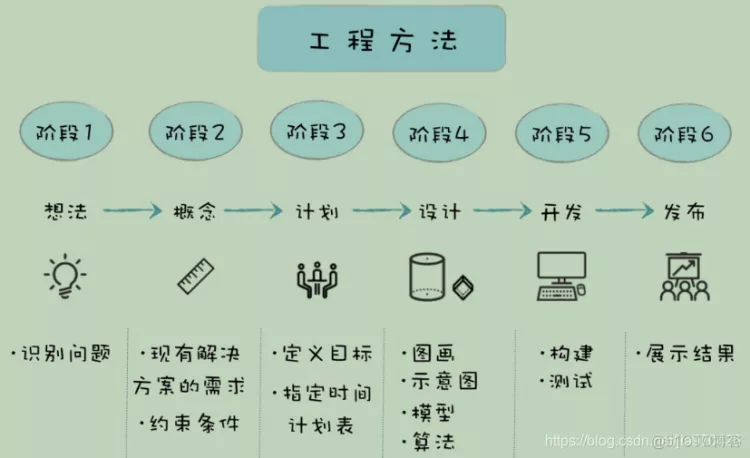 工程方法
阶段1
阶段2
阶段3
阶段4
阶段5
阶段6
想法
概念
计划
设计
开发
发布
·识别问题
·现有解决
方案的需求
·约束条件
·定义目标
·指定时间
计划表
·图画
·示意图
·模型
·算法
·构建
·测试
·展示结果
https://blog.csdn.